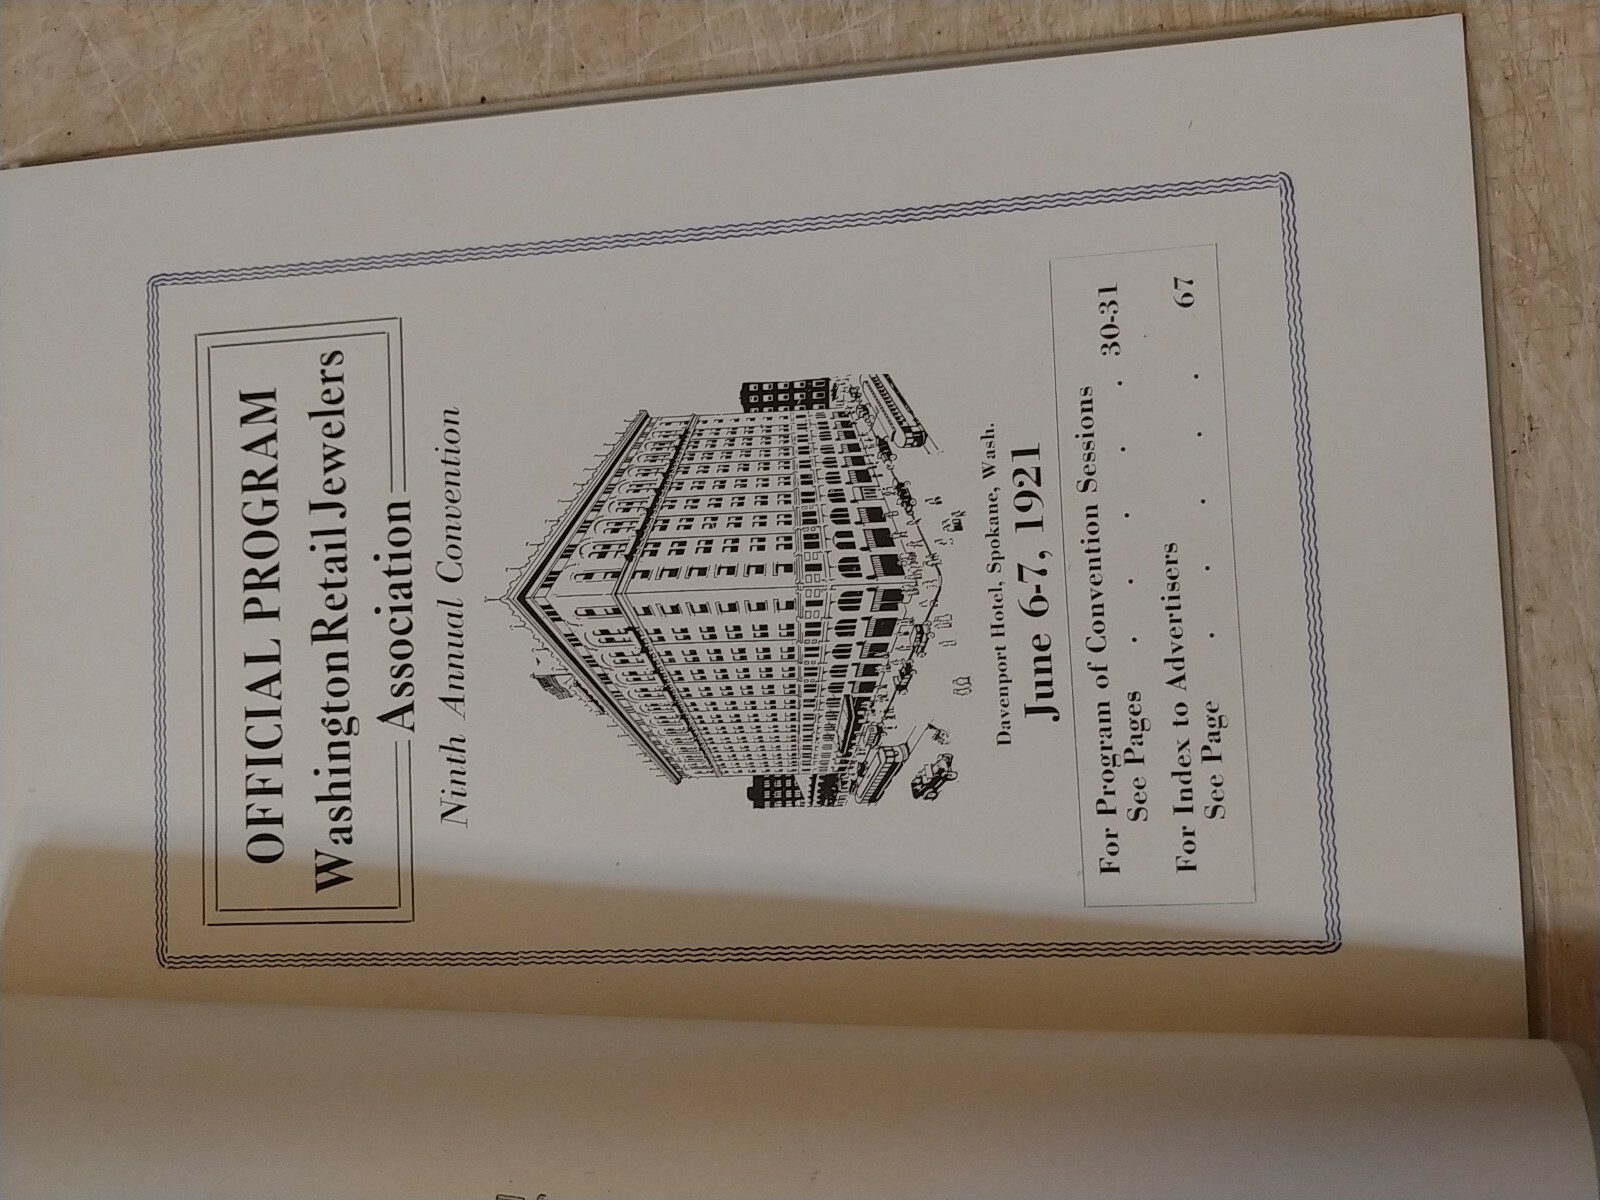 OFFICIAL PROGRAM
Washington Retail Jewelers
Association
Ninth Annual Convention
Davenport Hotel, Spokane, Wash.
June 6-7, 1921
For Program of Convention Sessions
See Pages . . . . . 30-31
For Index to Advertisers
See Page . . . . . 67